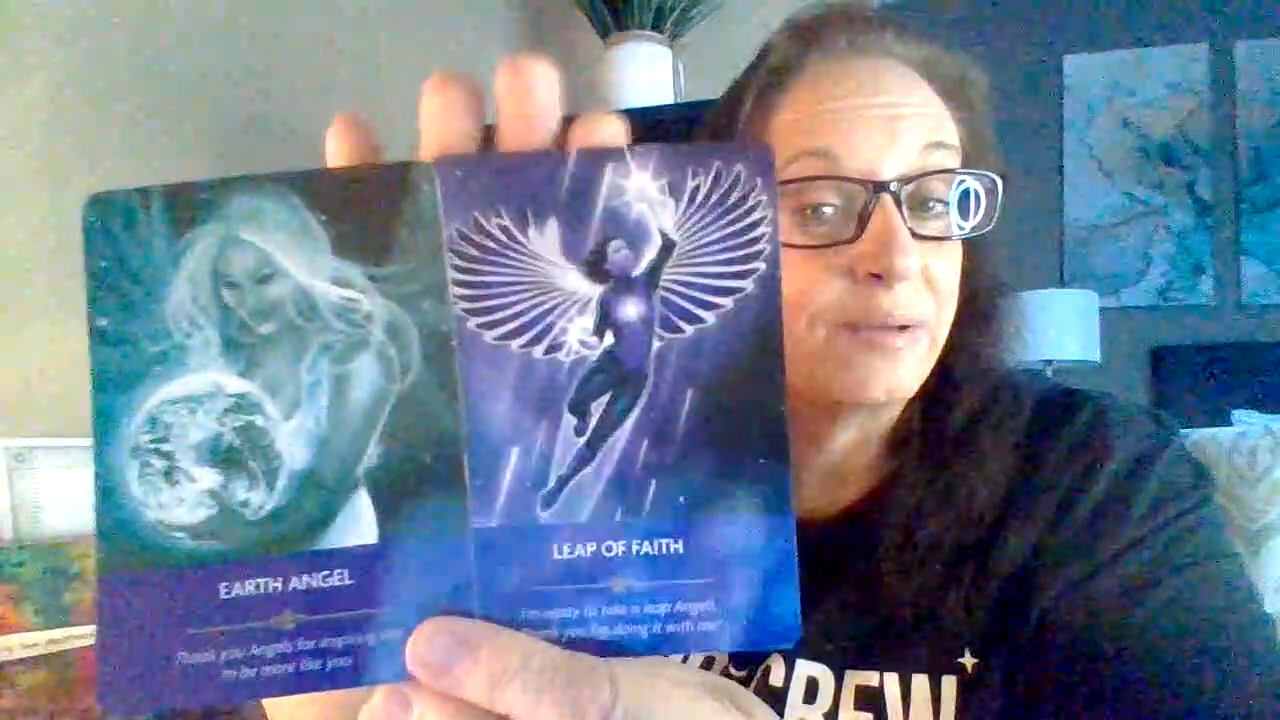 EARTH ANGEL
Thank you Angels for inspiring me
to be more like you
LEAP OF FAITH
I'm ready to take a leap Angels,
you for doing it with me!
CREW